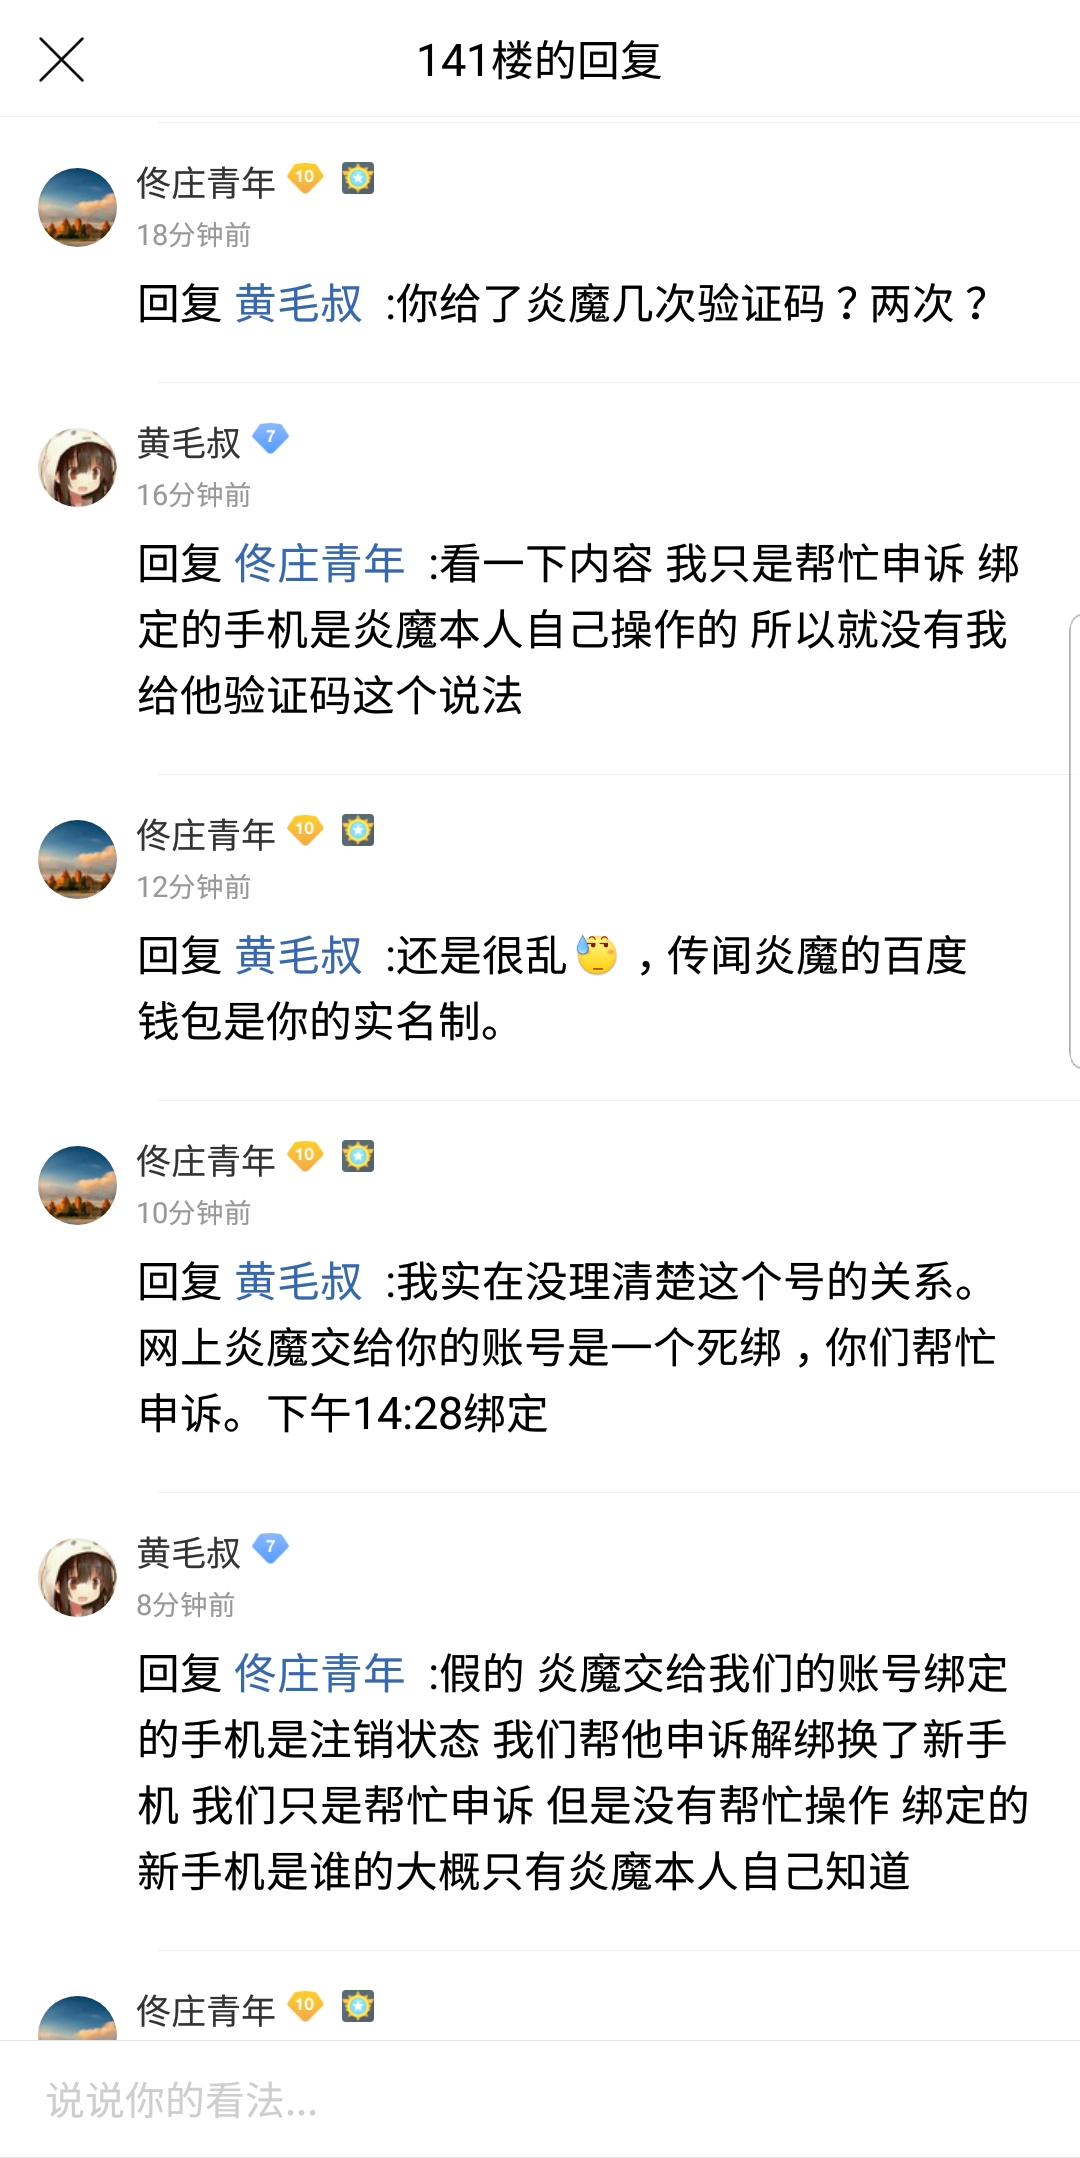 141楼的回复
佟庄青年 10
18分钟前
回复 黄毛叔 :你给了炎魔几次验证码？两次？
黄毛叔 7
16分钟前
回复 佟庄青年 :看一下内容 我只是帮忙申诉 绑
定的手机是炎魔本人自己操作的 所以就没有我
给他验证码这个说法
佟庄青年 10
12分钟前
回复 黄毛叔 :还是很乱，传闻炎魔的百度
钱包是你的实名制。
佟庄青年 10
10分钟前
回复 黄毛叔 :我实在没理清楚这个号的关系。
网上炎魔交给你的账号是一个死绑，你们帮忙
申诉。下午14:28绑定
黄毛叔 7
8分钟前
回复 佟庄青年 :假的 炎魔交给我们的账号绑定
的手机是注销状态 我们帮他申诉解绑换了新手
机 我们只是帮忙申诉 但是没有帮忙操作 绑定的
新手机是谁的大概只有炎魔本人自己知道
佟庄青年 10
说说你的看法...